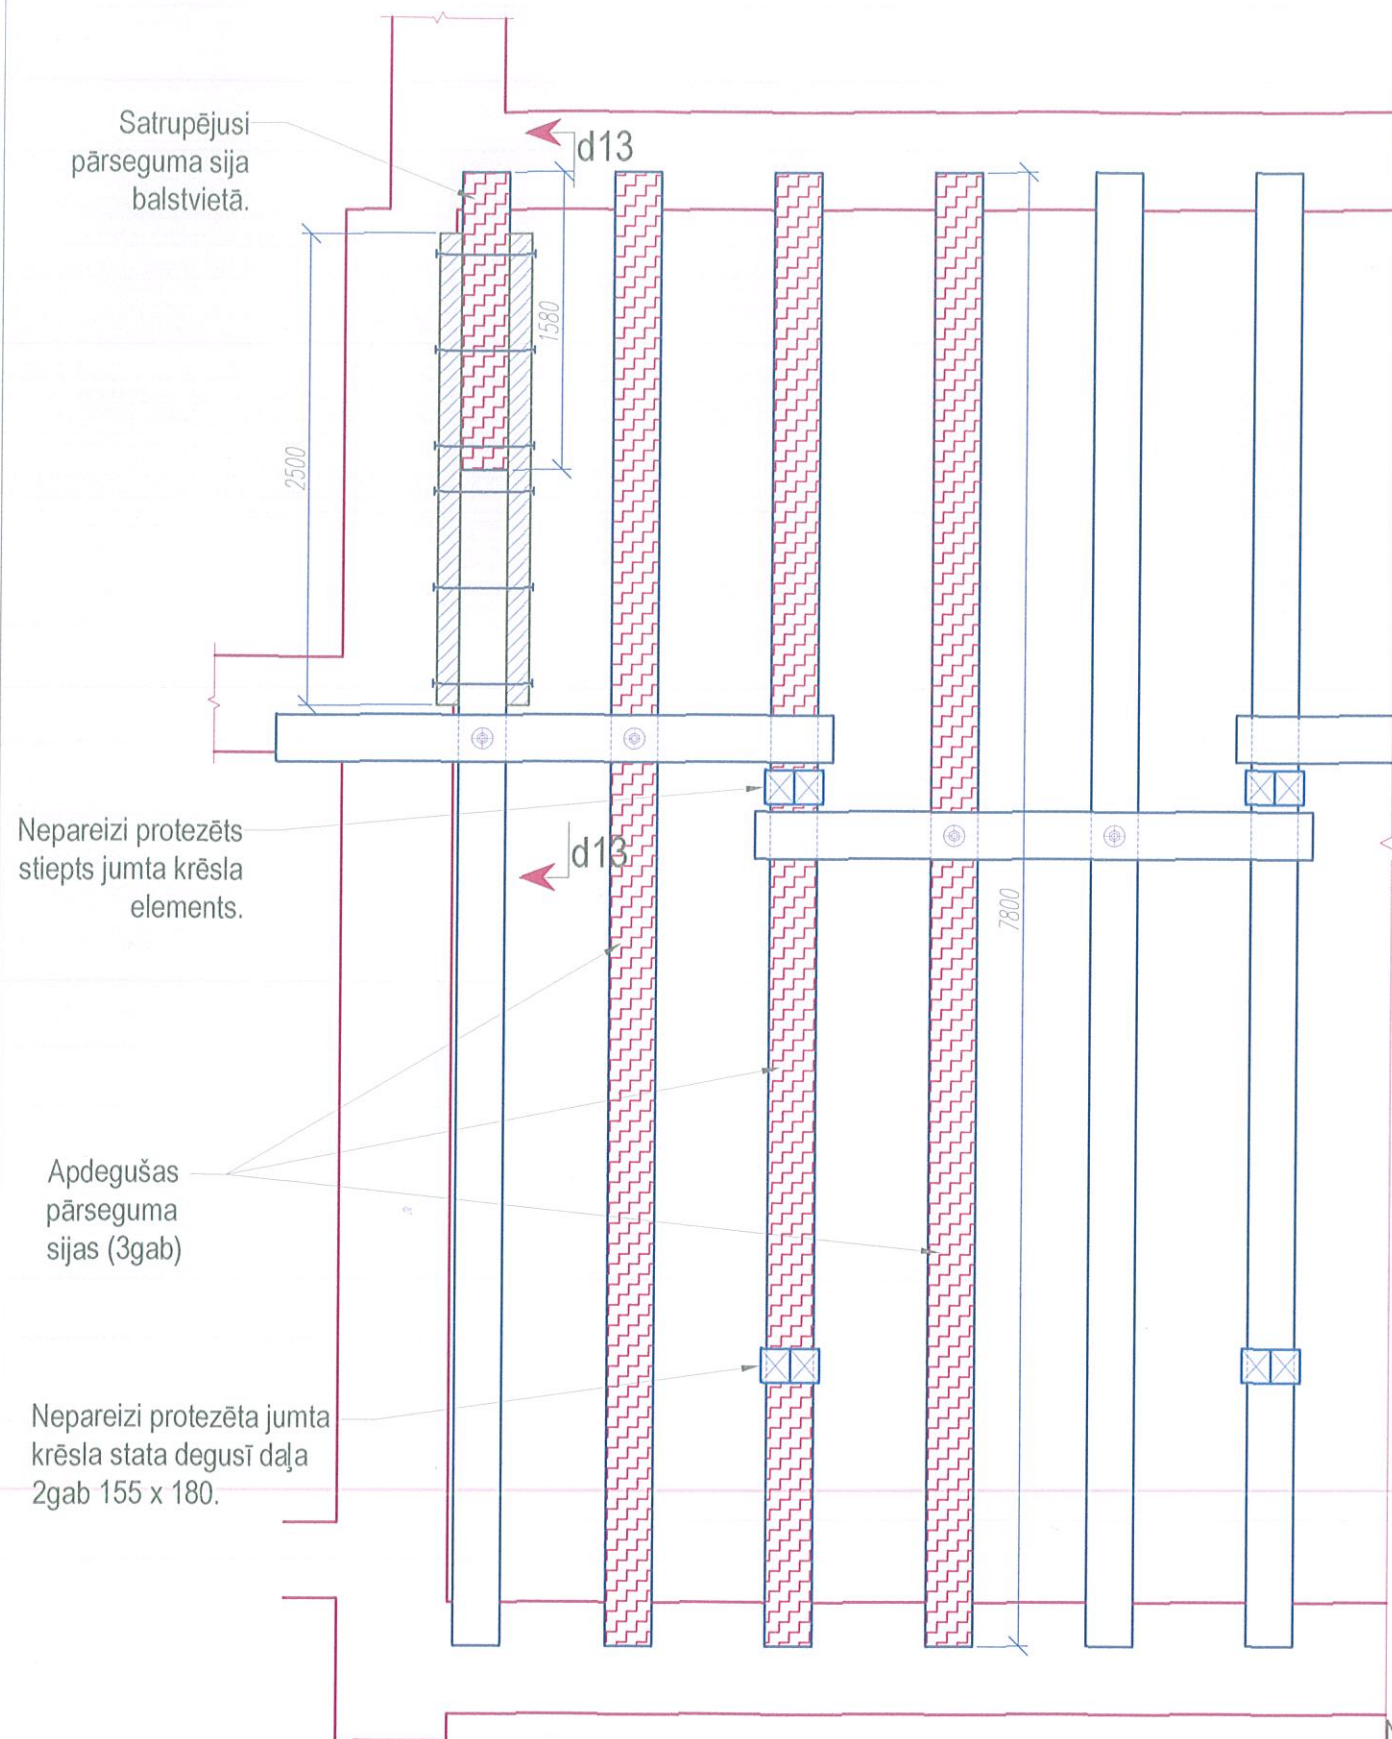 Satrupējusi
pārseguma sija
balstvietā.
d13
1580
2500
Nepareizi protezēts
stiepts jumta krēsla
elements.
d13
7800
Apdegušas
pārseguma
sijas (3gab)
Nepareizi protezēta jumta
krēsla stata degusī daļa
2gab 155 x 180.